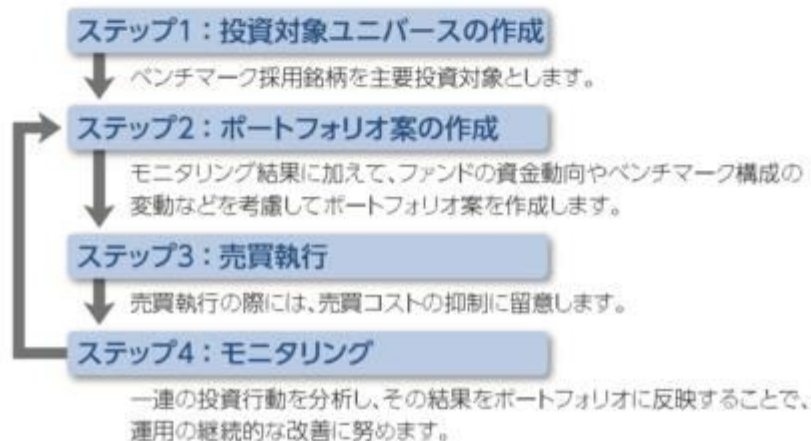 ステップ1：投資対象ユニバースの作成
ベンチマーク採用銘柄を主要投資対象とします。
ステップ2：ポートフォリオ案の作成
モニタリング結果に加えて、ファンドの資金動向やベンチマーク構成の
変動などを考慮してポートフォリオ案を作成します。
ステップ3：売買執行
売買執行の際には、売買コストの抑制に留意します。
ステップ4：モニタリング
一連の投資行動を分析し、その結果をポートフォリオに反映することで、
運用の継続的な改善に努めます。